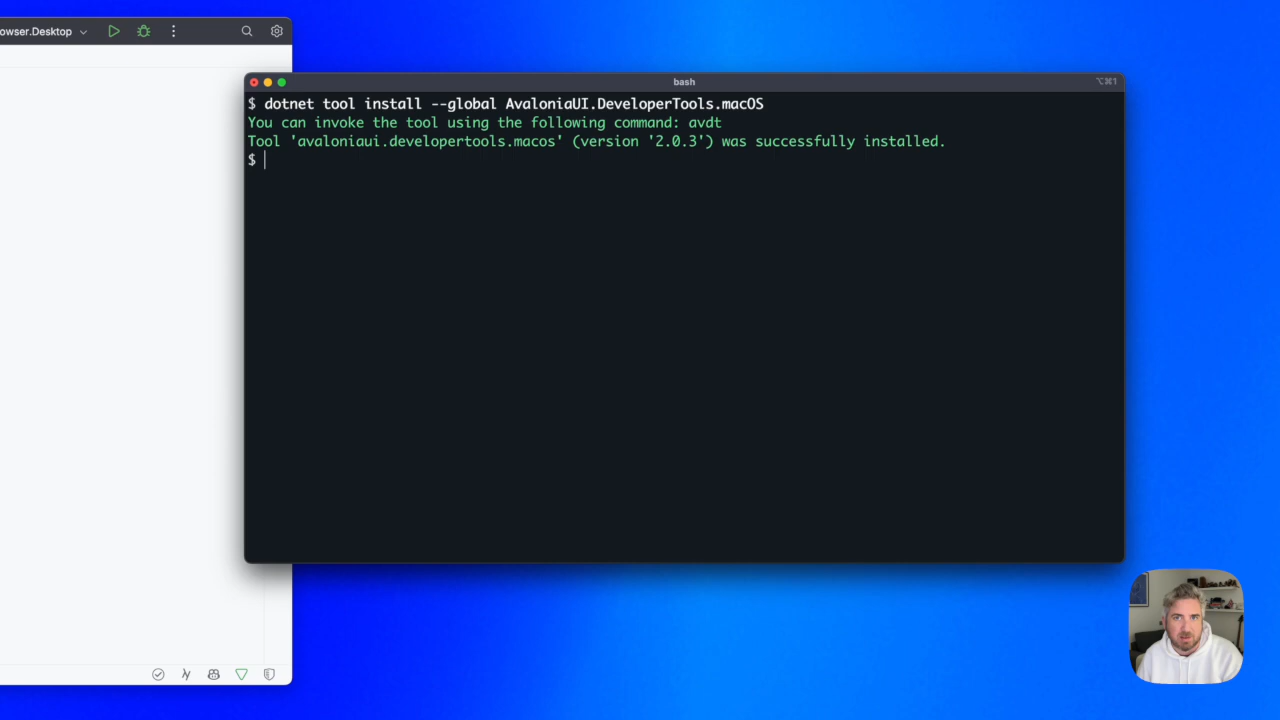 owser.Desktop
bash
⌥⌘1
$ dotnet tool install --global AvaloniaUI.DeveloperTools.macOS
You can invoke the tool using the following command: avdt
Tool 'avaloniaui.developertools.macos' (version '2.0.3') was successfully installed.
$